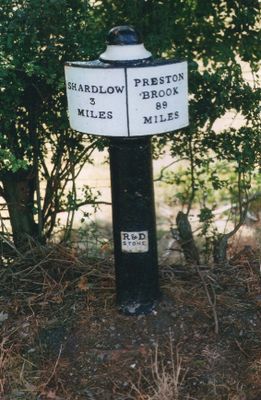 SHARDLOW
3
MILES
PRESTON
BROOK
89
MILES
R&D
STONE